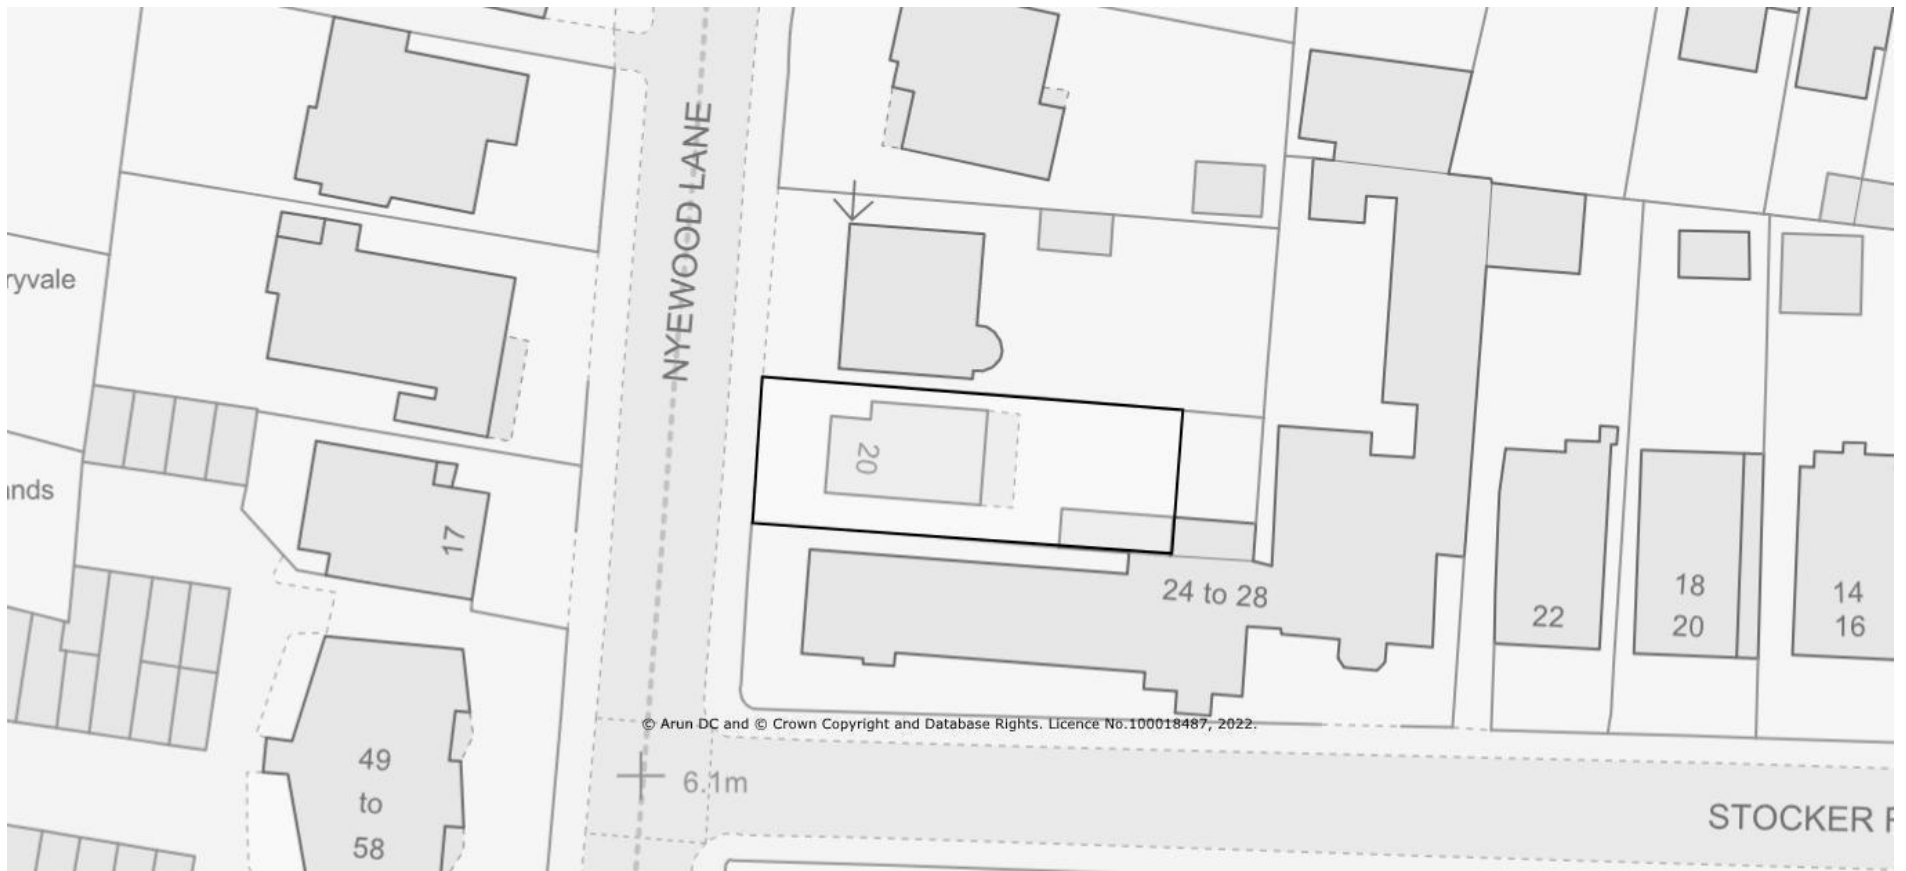 NYEWOOD LANE
ryvale
20
ands
17
24 to 28
22
18
20
14
16
© Arun DC and © Crown Copyright and Database Rights. Licence No.100018487, 2022.
49
to
58
6.1m
STOCKER